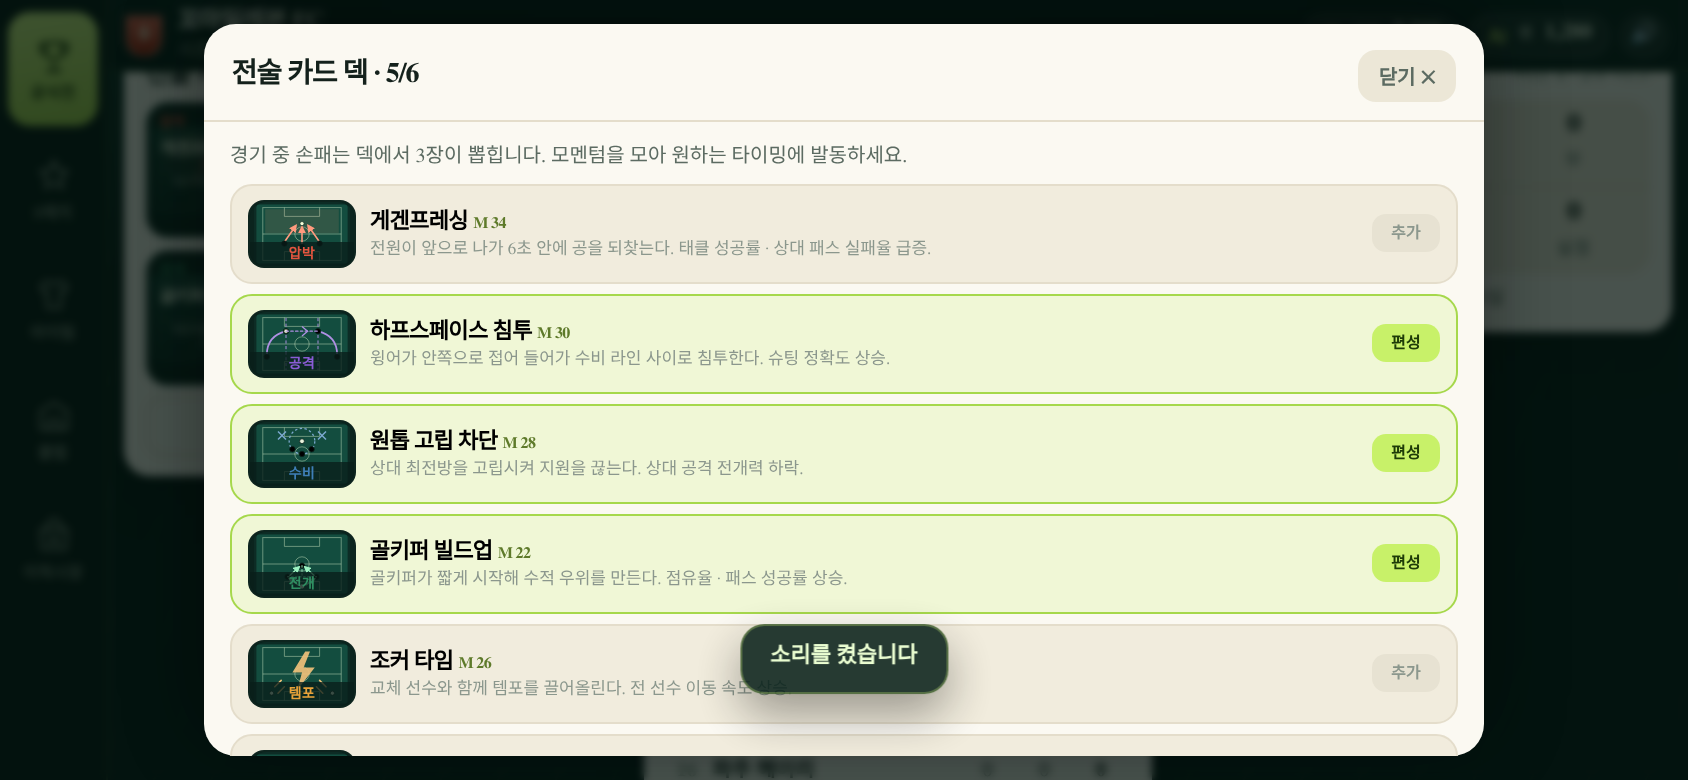 전술 카드 덱 · 5/6
닫기 ×
경기 중 손패는 덱에서 3장이 뽑힙니다. 모멘텀을 모아 원하는 타이밍에 발동하세요.
압박
게겐프레싱 M 34
전원이 앞으로 나가 6초 안에 공을 되찾는다. 태클 성공률 · 상대 패스 실패율 급증.
추가
공격
하프스페이스 침투 M 30
윙어가 안쪽으로 접어 들어가 수비 라인 사이로 침투한다. 슈팅 정확도 상승.
편성
수비
원톱 고립 차단 M 28
상대 최전방을 고립시켜 지원을 끊는다. 상대 공격 전개력 하락.
편성
전개
골키퍼 빌드업 M 22
골키퍼가 짧게 시작해 수적 우위를 만든다. 점유율 · 패스 성공률 상승.
편성
템포
조커 타임 M 26
교체 선수와 함께 템포를 끌어올린다. 전 선수 이동 속도 상승.
추가
소리를 켰습니다